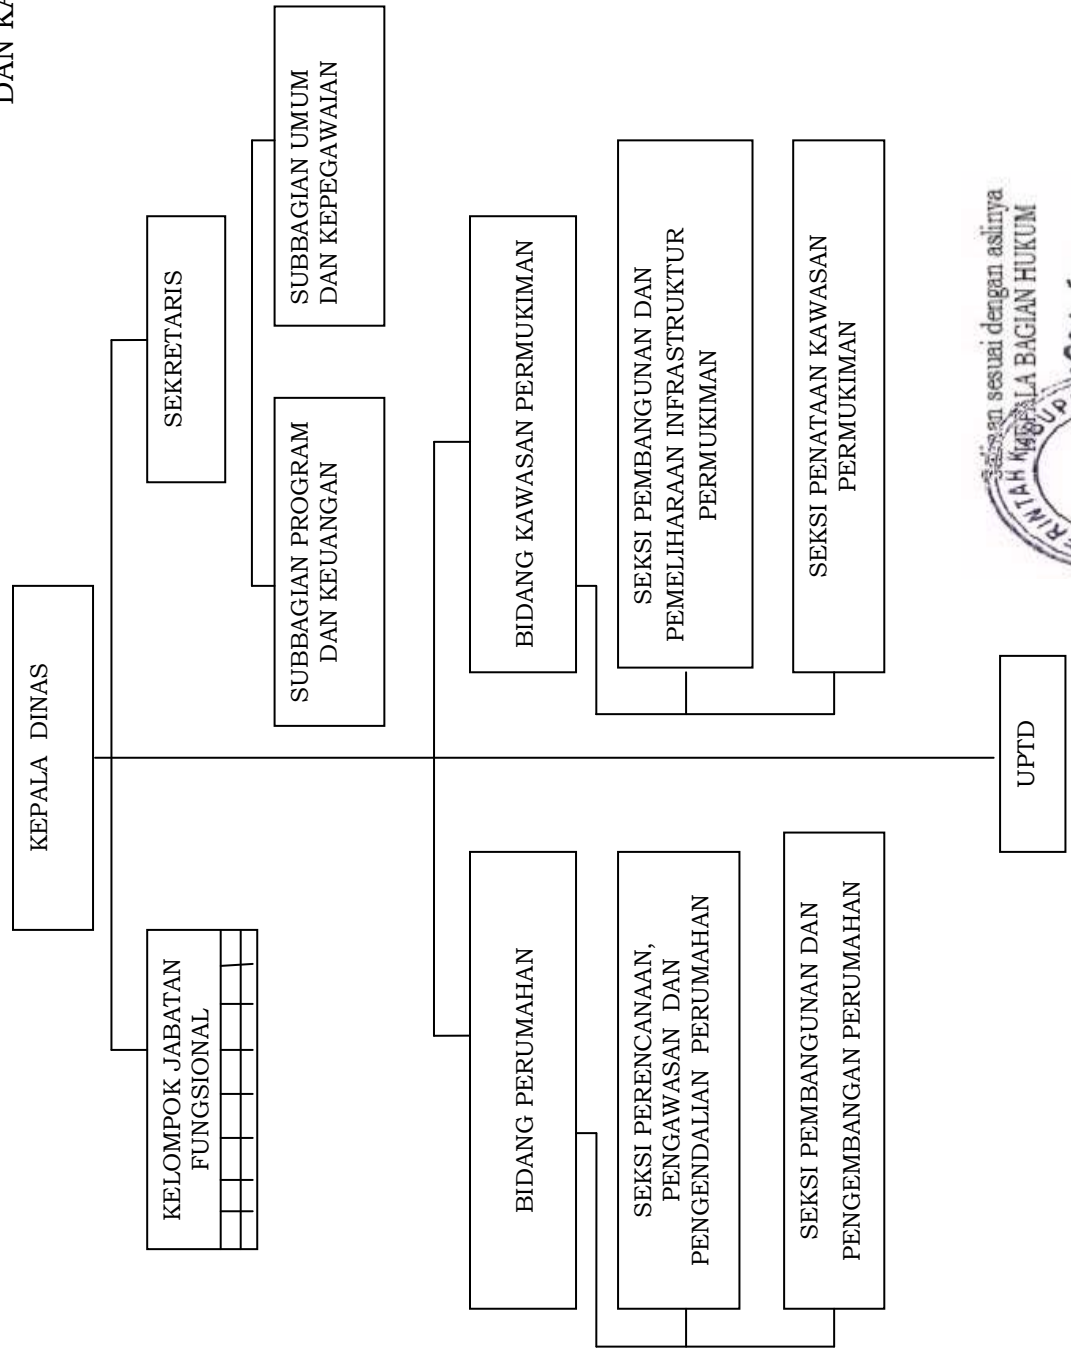 DAN KA
KEPALA DINAS
KELOMPOK JABATAN
FUNGSIONAL
SEKRETARIS
SUBBAGIAN PROGRAM
DAN KEUANGAN
SUBBAGIAN UMUM
DAN KEPEGAWAIAN
BIDANG PERUMAHAN
BIDANG KAWASAN PERMUKIMAN
SEKSI PERENCANAAN,
PENGAWASAN DAN
PENGENDALIAN PERUMAHAN
SEKSI PEMBANGUNAN DAN
PEMELIHARAAN INFRASTRUKTUR
PERMUKIMAN
SEKSI PEMBANGUNAN DAN
PENGEMBANGAN PERUMAHAN
SEKSI PENATAAN KAWASAN
PERMUKIMAN
UPTD
sesuai dengan aslinya
BAGIAN HUKUM